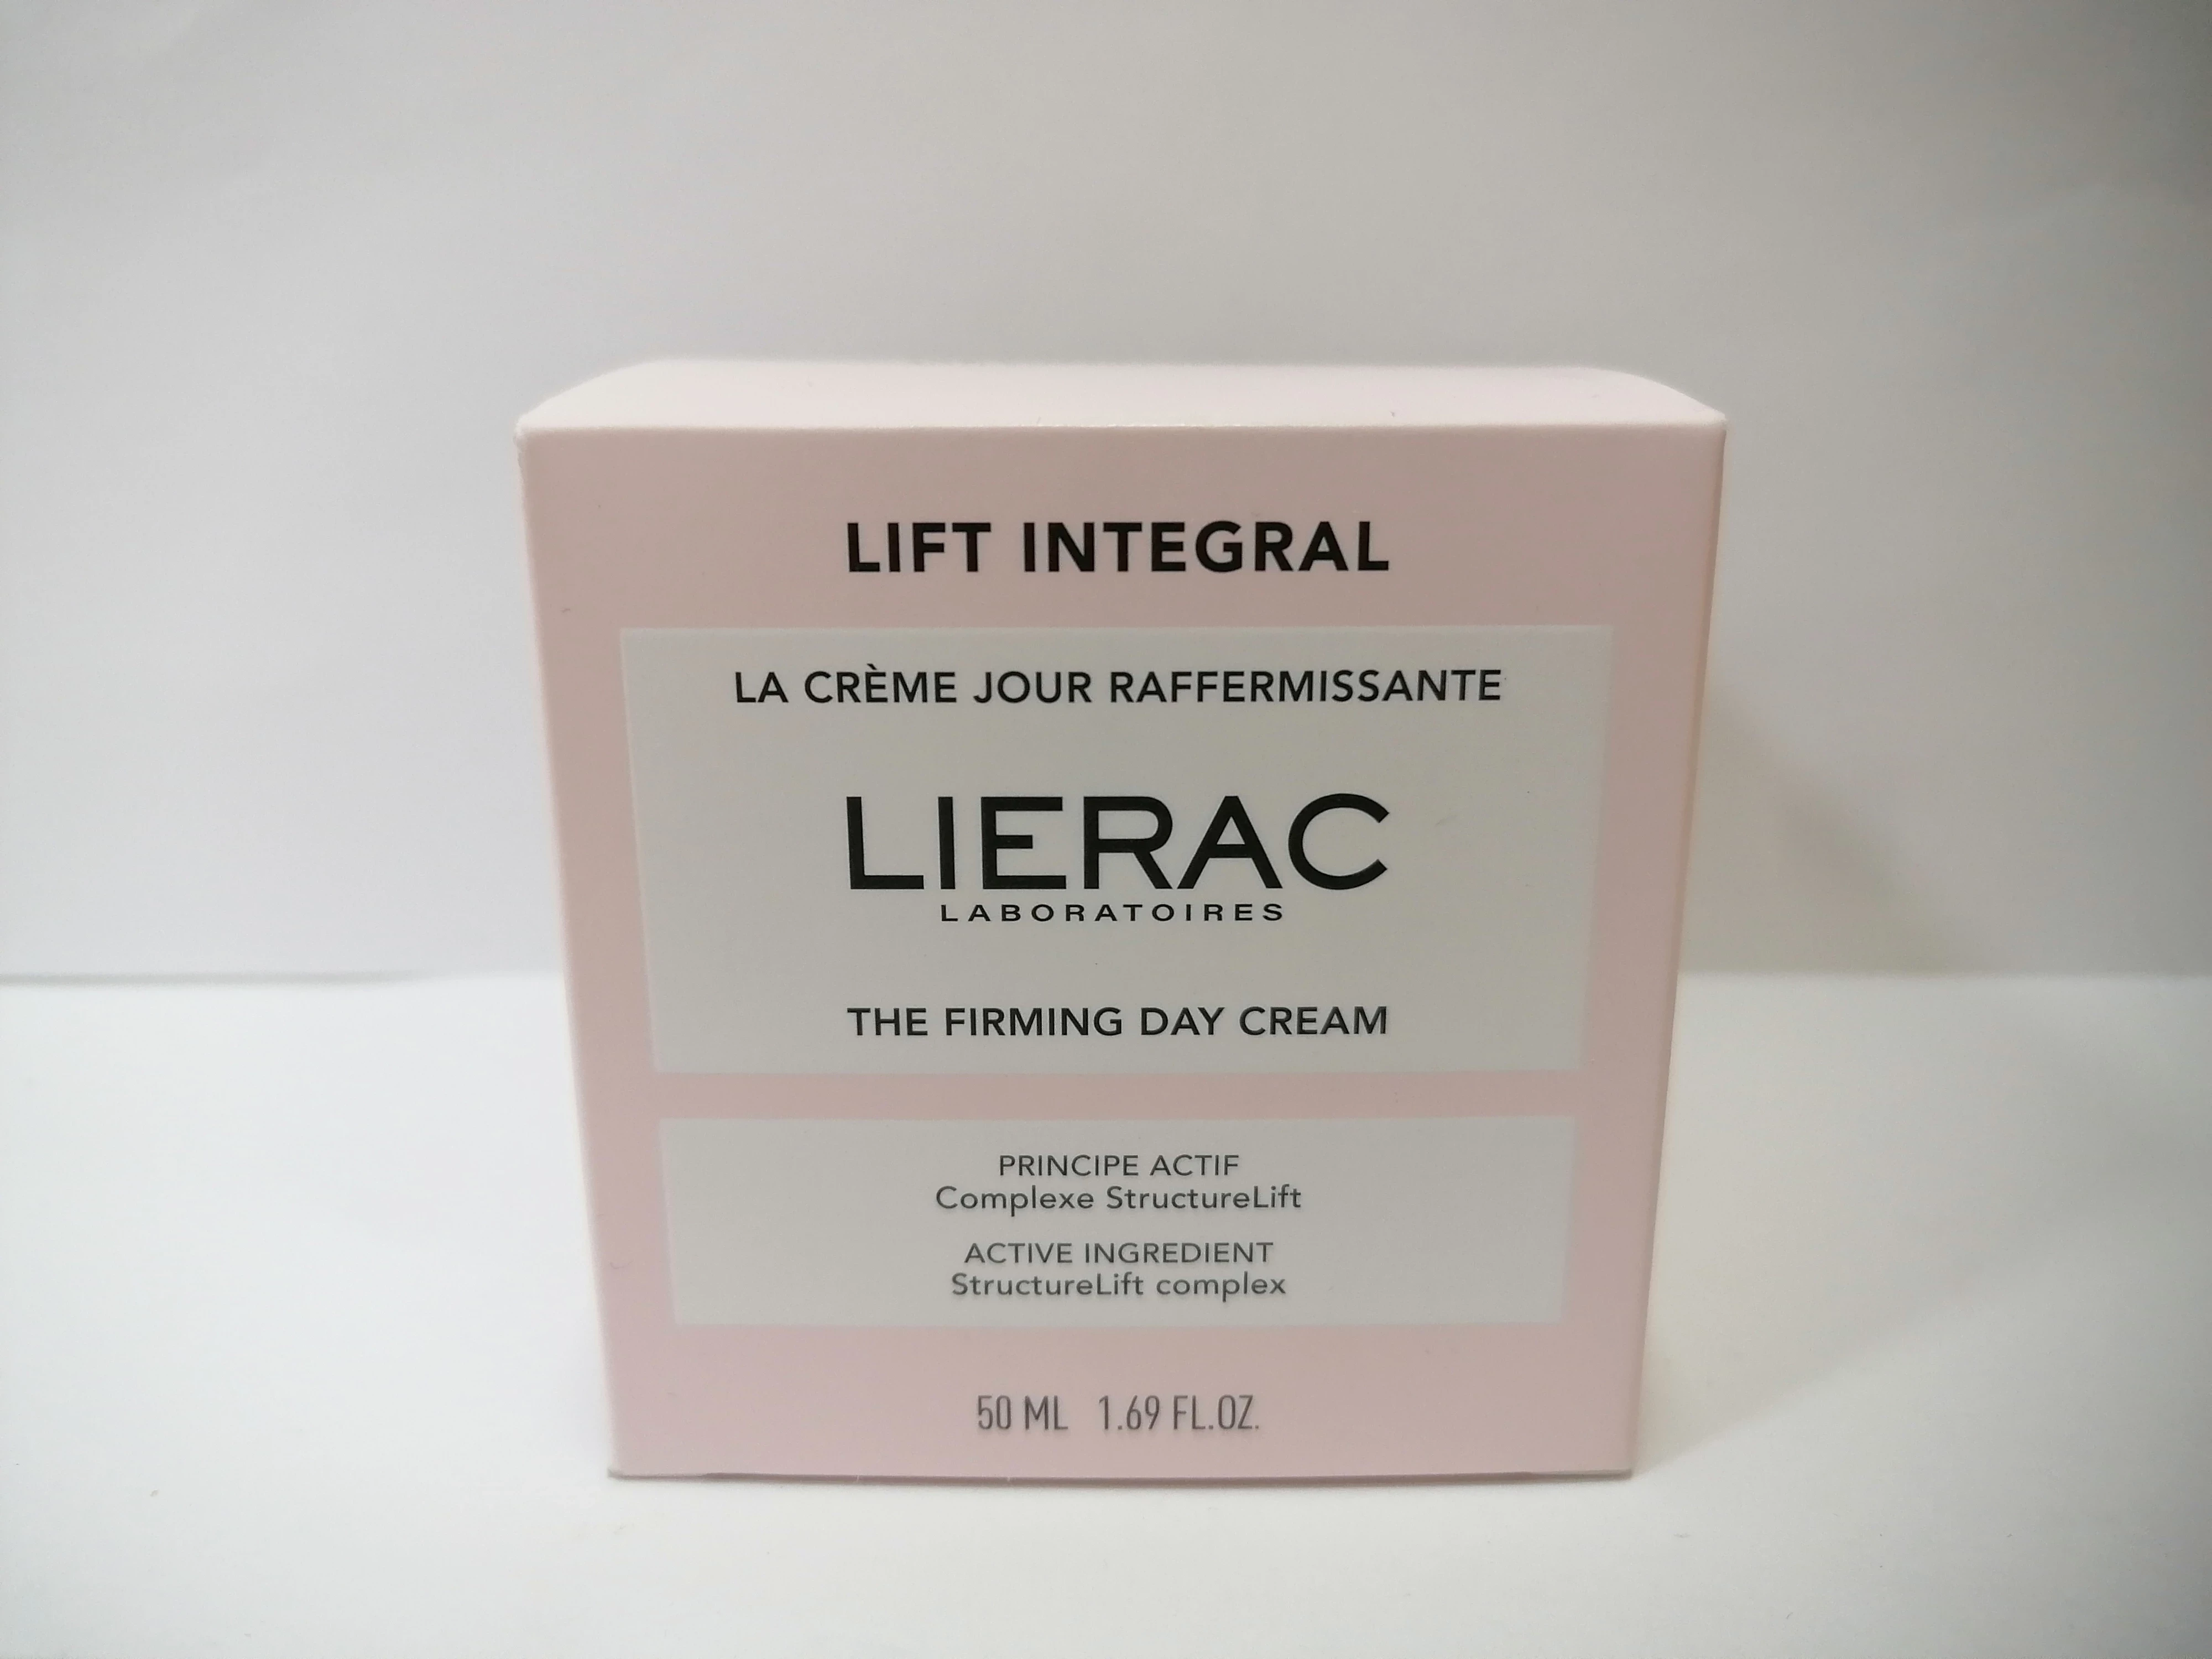 LIFT INTEGRAL
LA CRÈME JOUR RAFFERMISSANTE
LIERAC
LABORATOIRES
THE FIRMING DAY CREAM
PRINCIPE ACTIF
Complexe StructureLift
ACTIVE INGREDIENT
StructureLift complex
50 ML 1.69 FL.OZ.